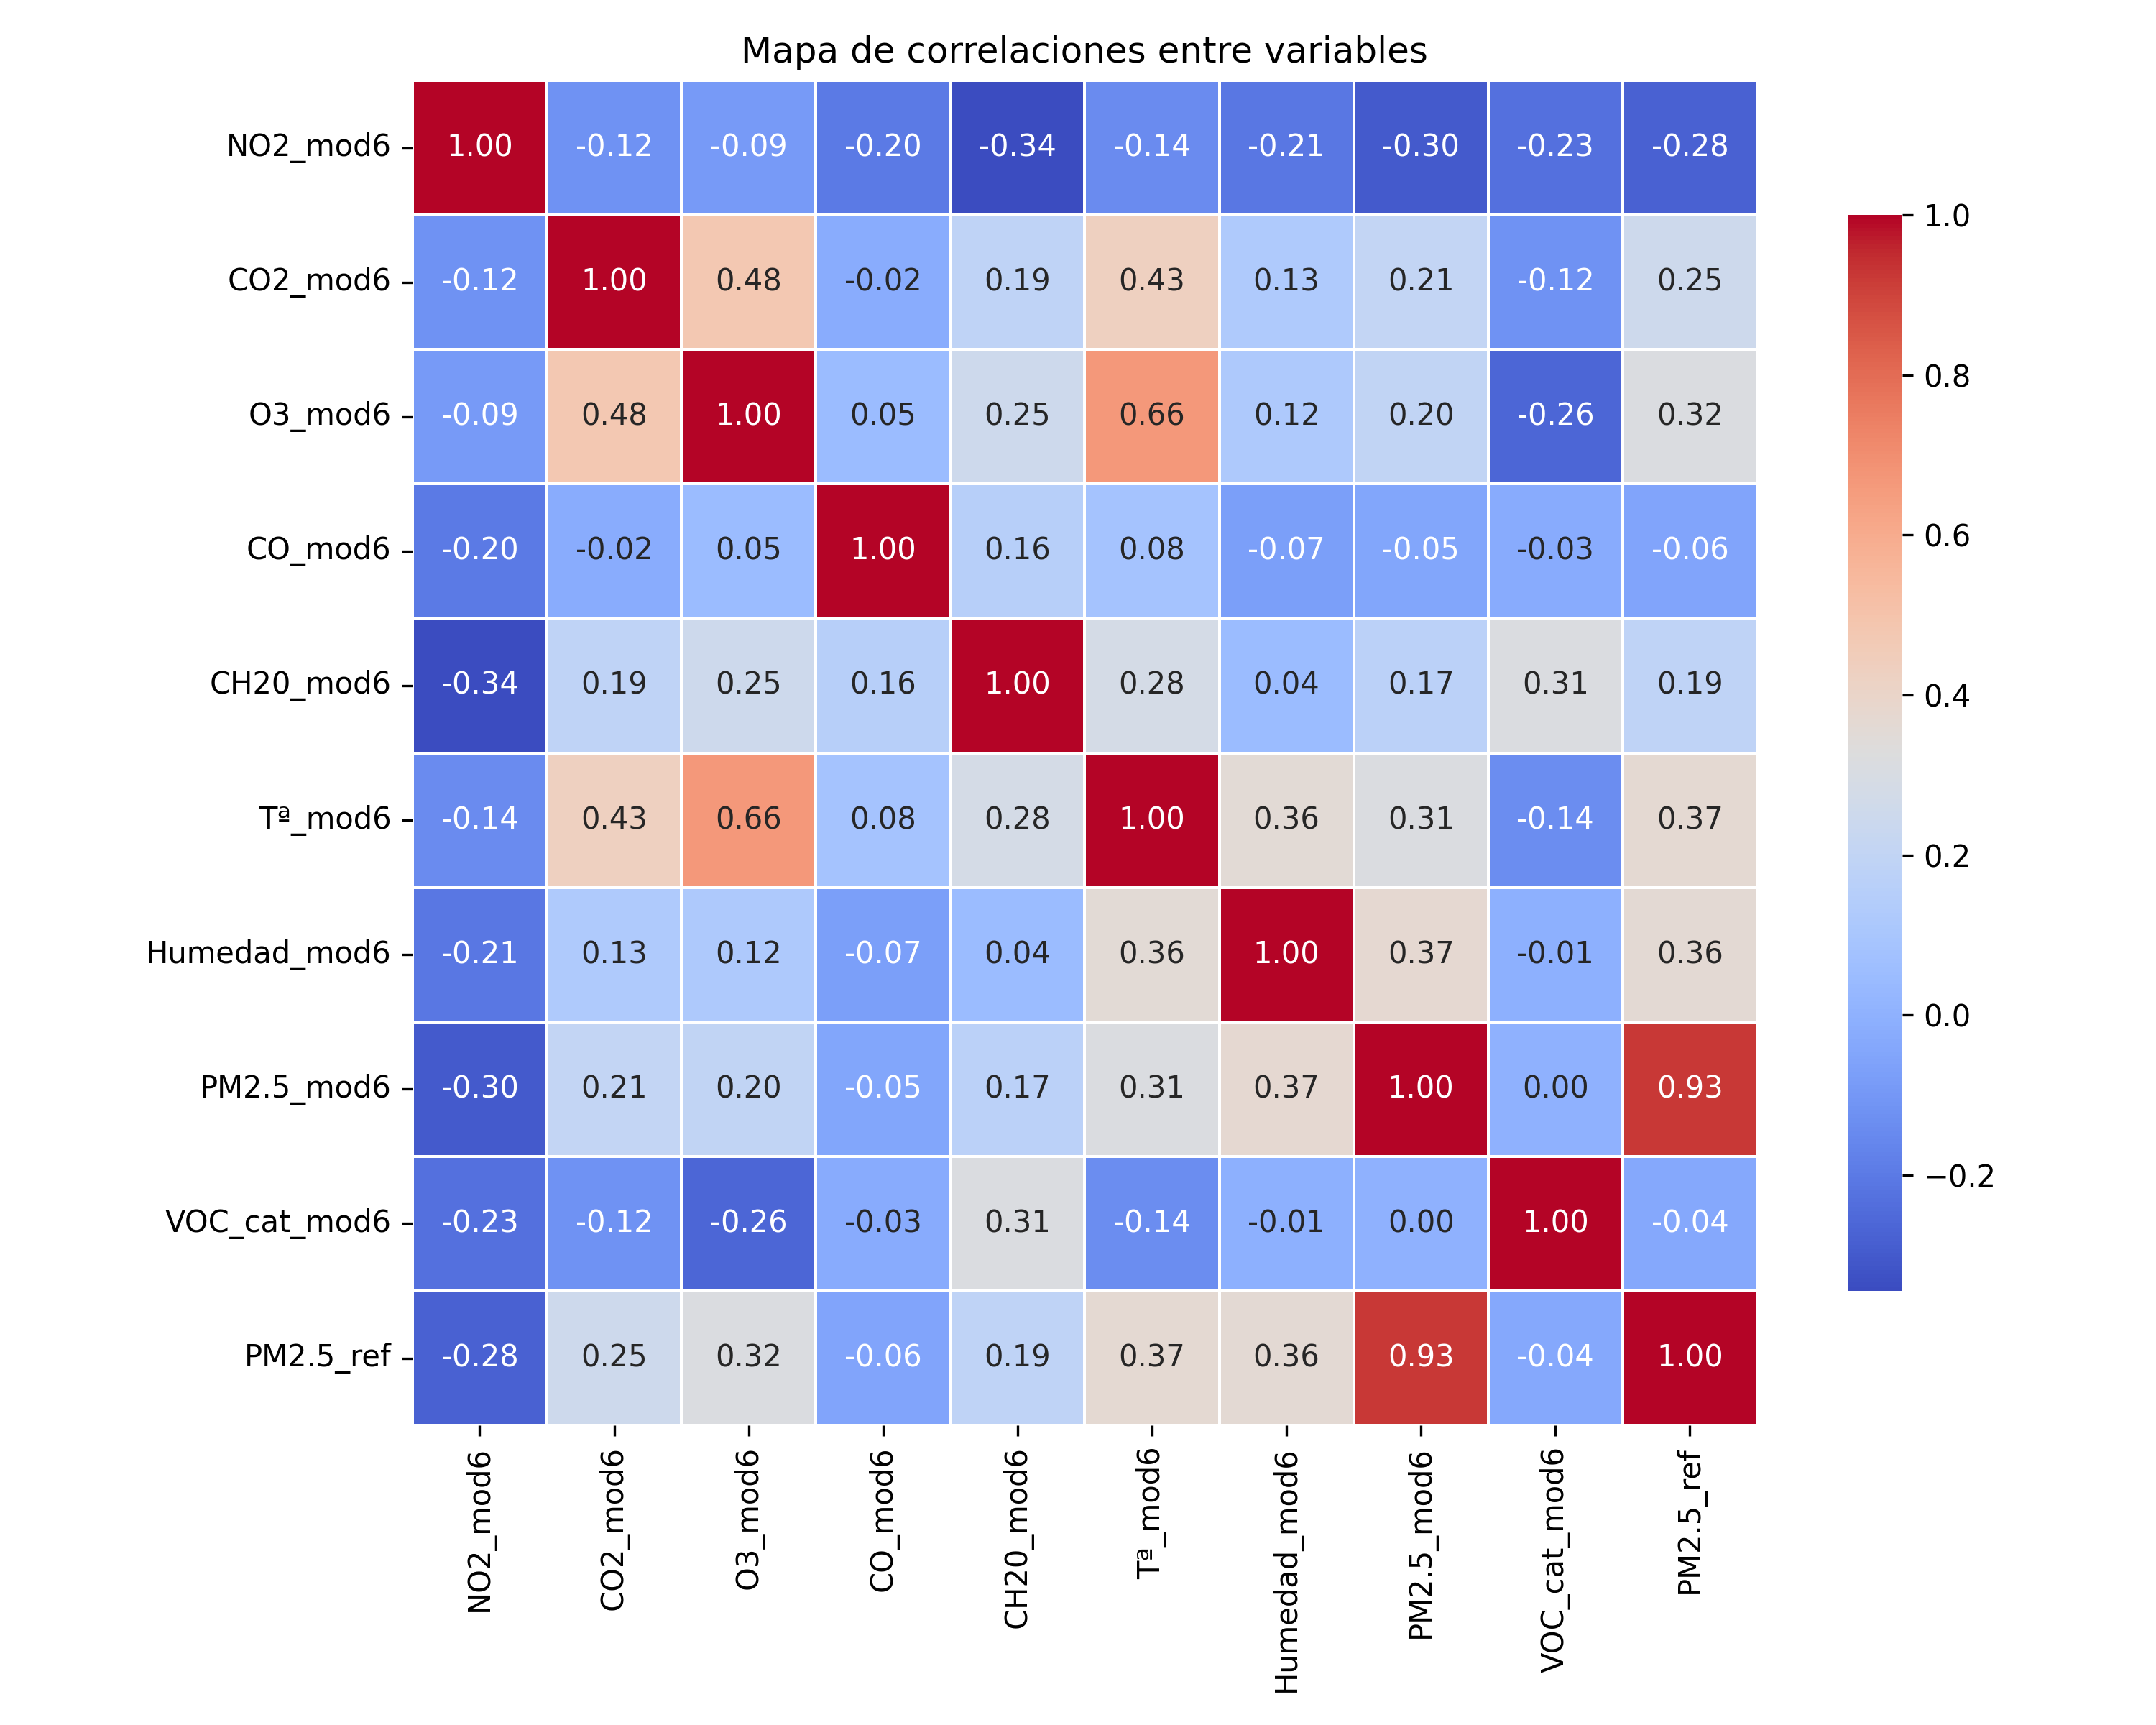 Mapa de correlaciones entre variables
NO2_mod6 1.00 -0.12 -0.09 -0.20 -0.34 -0.14 -0.21 -0.30 -0.23 -0.28
CO2_mod6 -0.12 1.00 0.48 -0.02 0.19 0.43 0.13 0.21 -0.12 0.25
O3_mod6 -0.09 0.48 1.00 0.05 0.25 0.66 0.12 0.20 -0.26 0.32
CO_mod6 -0.20 -0.02 0.05 1.00 0.16 0.08 -0.07 -0.05 -0.03 -0.06
CH20_mod6 -0.34 0.19 0.25 0.16 1.00 0.28 0.04 0.17 0.31 0.19
Tª_mod6 -0.14 0.43 0.66 0.08 0.28 1.00 0.36 0.31 -0.14 0.37
Humedad_mod6 -0.21 0.13 0.12 -0.07 0.04 0.36 1.00 0.37 -0.01 0.36
PM2.5_mod6 -0.30 0.21 0.20 -0.05 0.17 0.31 0.37 1.00 0.00 0.93
VOC_cat_mod6 -0.23 -0.12 -0.26 -0.03 0.31 -0.14 -0.01 0.00 1.00 -0.04
PM2.5_ref -0.28 0.25 0.32 -0.06 0.19 0.37 0.36 0.93 -0.04 1.00
NO2_mod6
CO2_mod6
O3_mod6
CO_mod6
CH20_mod6
Tª_mod6
Humedad_mod6
PM2.5_mod6
VOC_cat_mod6
PM2.5_ref
1.0
0.8
0.6
0.4
0.2
0.0
−0.2